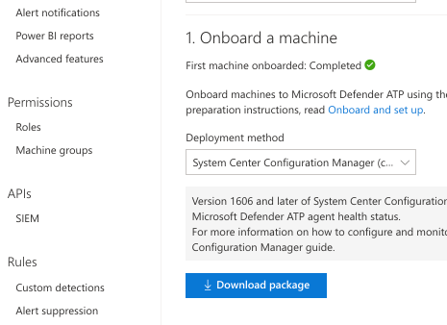 Alert notifications
Power BI reports
Advanced features
Permissions
Roles
Machine groups
APIs
SIEM
Rules
Custom detections
Alert suppression
1. Onboard a machine
First machine onboarded: Completed
Onboard machines to Microsoft Defender ATP using the
preparation instructions, read Onboard and set up.
Deployment method
System Center Configuration Manager (c...
Version 1606 and later of System Center Configuration
Microsoft Defender ATP agent health status.
For more information on how to configure and monito
Configuration Manager guide.
Download package